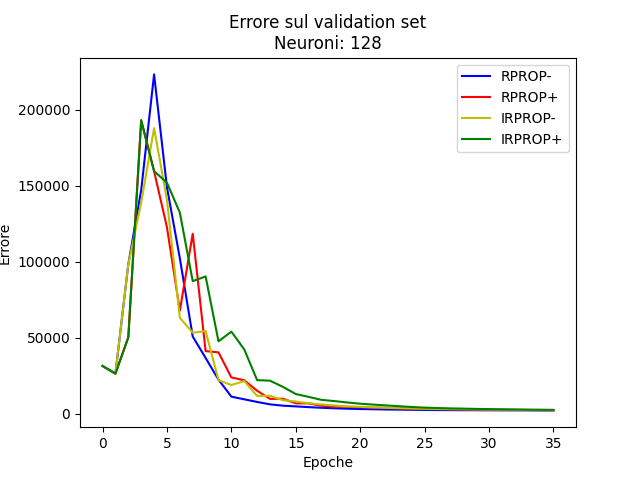 Errore sul validation set
Neuroni: 128
RPROP-
RPROP+
IRPROP-
IRPROP+
Errore
200000
150000
100000
50000
0
0 5 10 15 20 25 30 35
Epoche